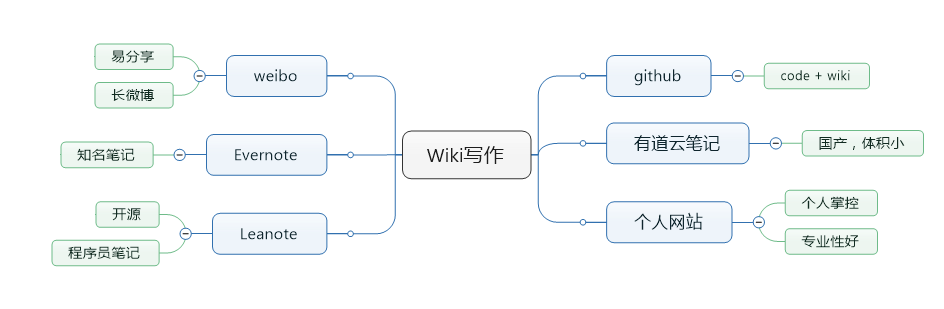 易分享
长微博
weibo
知名笔记
Evernote
开源
程序员笔记
Leanote
Wiki写作
github
code + wiki
有道云笔记
国产，体积小
个人网站
个人掌控
专业性好